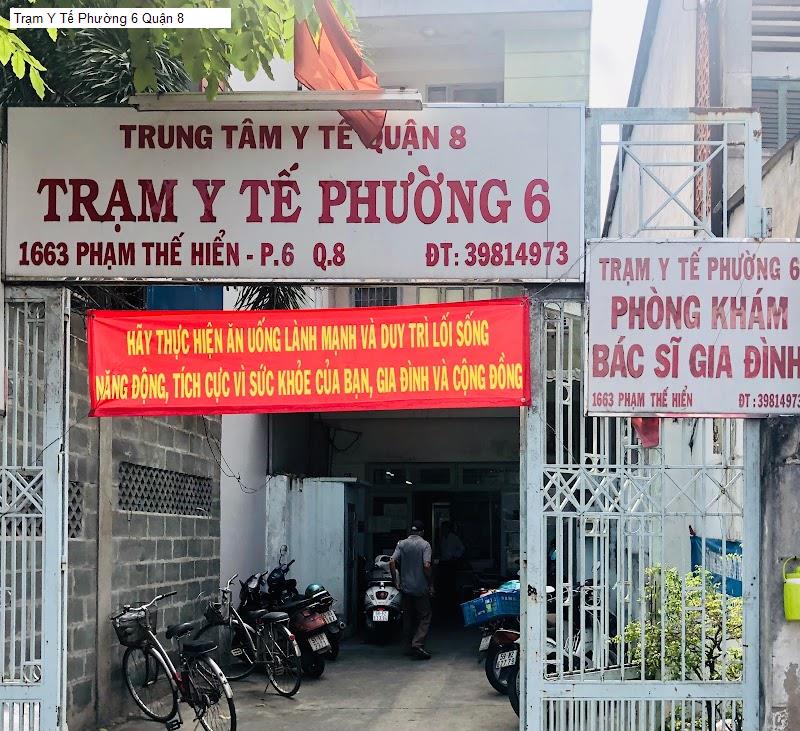 Trạm Y Tế Phường 6 Quận 8
TRUNG TÂM Y TẾ QUẬN 8
TRẠM Y TẾ PHƯỜNG 6
1663 PHẠM THẾ HIỂN - P.6 Q.8 ĐT: 39814973
HÃY THỰC HIỆN ĂN UỐNG LÀNH MẠNH VÀ DUY TRÌ LỐI SỐNG
NĂNG ĐỘNG, TÍCH CỰC VÌ SỨC KHỎE CỦA BẠN, GIA ĐÌNH VÀ CỘNG ĐỒNG
TRẠM Y TẾ PHƯỜNG 6
PHÒNG KHÁM
BÁC SĨ GIA ĐÌNH
1663 PHẠM THẾ HIỂN ĐT: 39814973